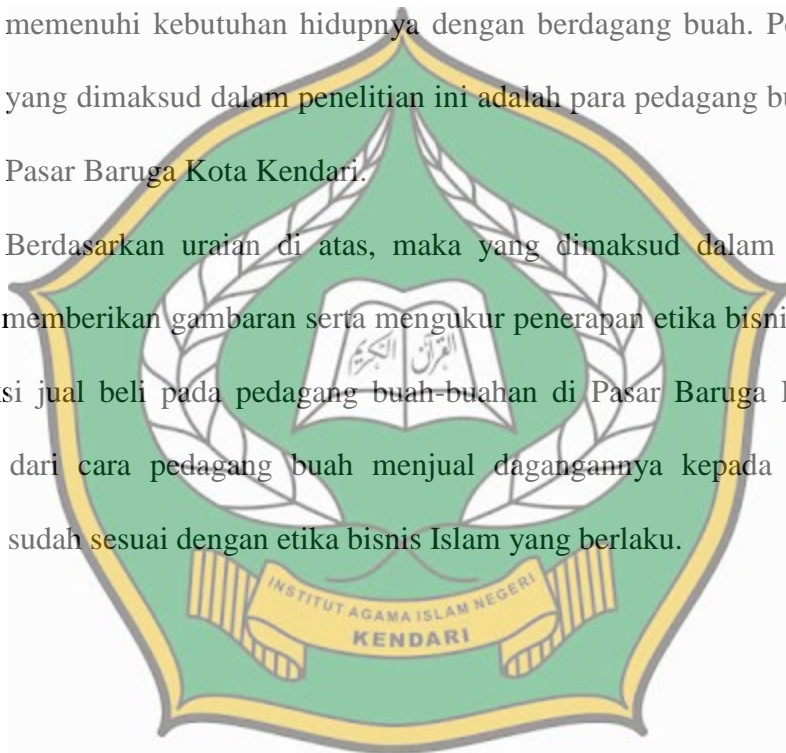 memenuhi kebutuhan hidupnya dengan berdagang buah. Pe
yang dimaksud dalam penelitian ini adalah para pedagang bu
Pasar Baruga Kota Kendari.
Berdasarkan uraian di atas, maka yang dimaksud dalam
memberikan gambaran serta mengukur penerapan etika bisni
القرآن الكريم
si jual beli pada pedagang buah-buahan di Pasar Baruga
dari cara pedagang buah menjual dagangannya kepada
sudah sesuai dengan etika bisnis Islam yang berlaku.
INSTITUT AGAMA ISLAM NEGERI
KENDARI